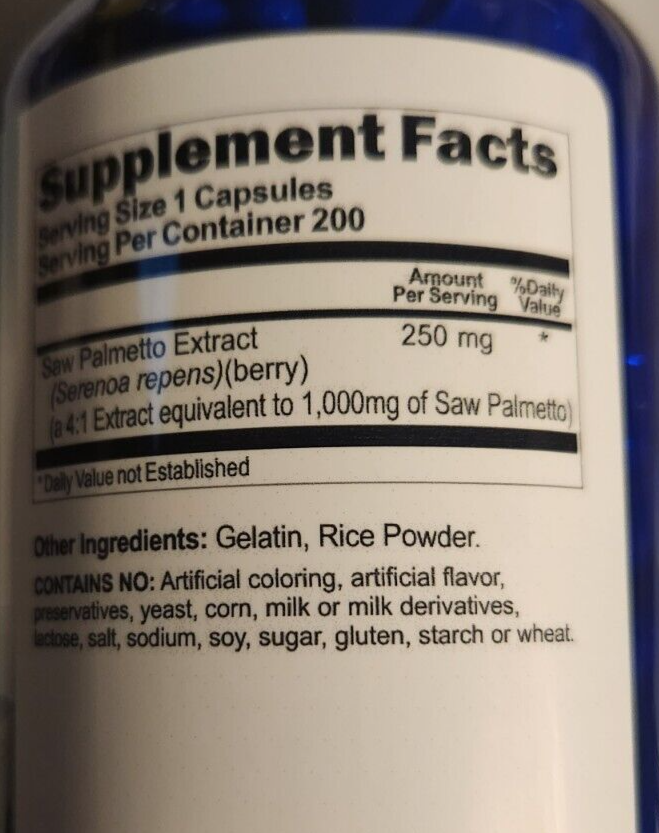 Supplement Facts
Serving Size 1 Capsules
Serving Per Container 200
Amount Per Serving
%Daily Value
Saw Palmetto Extract 250 mg *
(Serenoa repens)(berry)
(a 4:1 Extract equivalent to 1,000mg of Saw Palmetto)
*Daily Value not Established
Other Ingredients: Gelatin, Rice Powder.
CONTAINS NO: Artificial coloring, artificial flavor,
preservatives, yeast, corn, milk or milk derivatives,
lactose, salt, sodium, soy, sugar, gluten, starch or wheat.